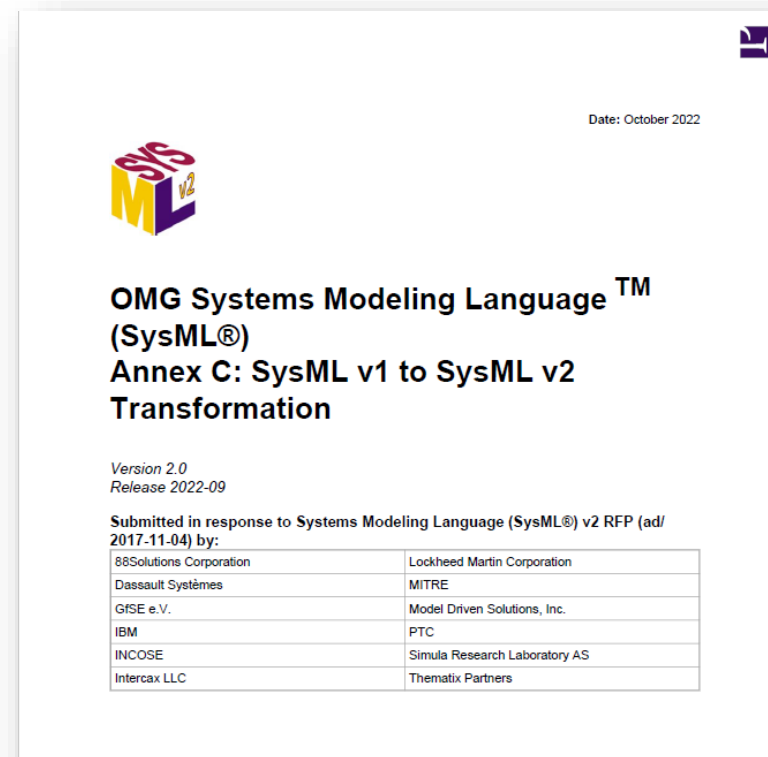 Date: October 2022
SYS
ML
v2
OMG Systems Modeling Language TM
(SysML®)
Annex C: SysML v1 to SysML v2
Transformation
Version 2.0
Release 2022-09
Submitted in response to Systems Modeling Language (SysML®) v2 RFP (ad/
2017-11-04) by:
88Solutions Corporation Lockheed Martin Corporation
Dassault Systèmes MITRE
GfSE e.V. Model Driven Solutions, Inc.
IBM PTC
INCOSE Simula Research Laboratory AS
Intercax LLC Thematix Partners